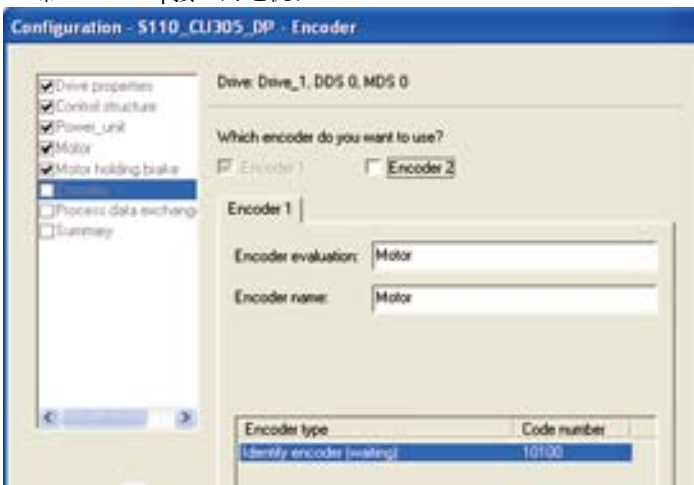 Configuration - S110_CU305_DP - Encoder
Drive properties
Control structure
Power_unit
Motor
Motor holding brake
Encoder
Process data exchang
Summary
Drive: Drive_1, DDS 0, MDS 0
Which encoder do you want to use?
Encoder 1
Encoder 2
Encoder 1
Encoder evaluation: Motor
Encoder name: Motor
Encoder type Code number
Identify encoder (waiting) 10100